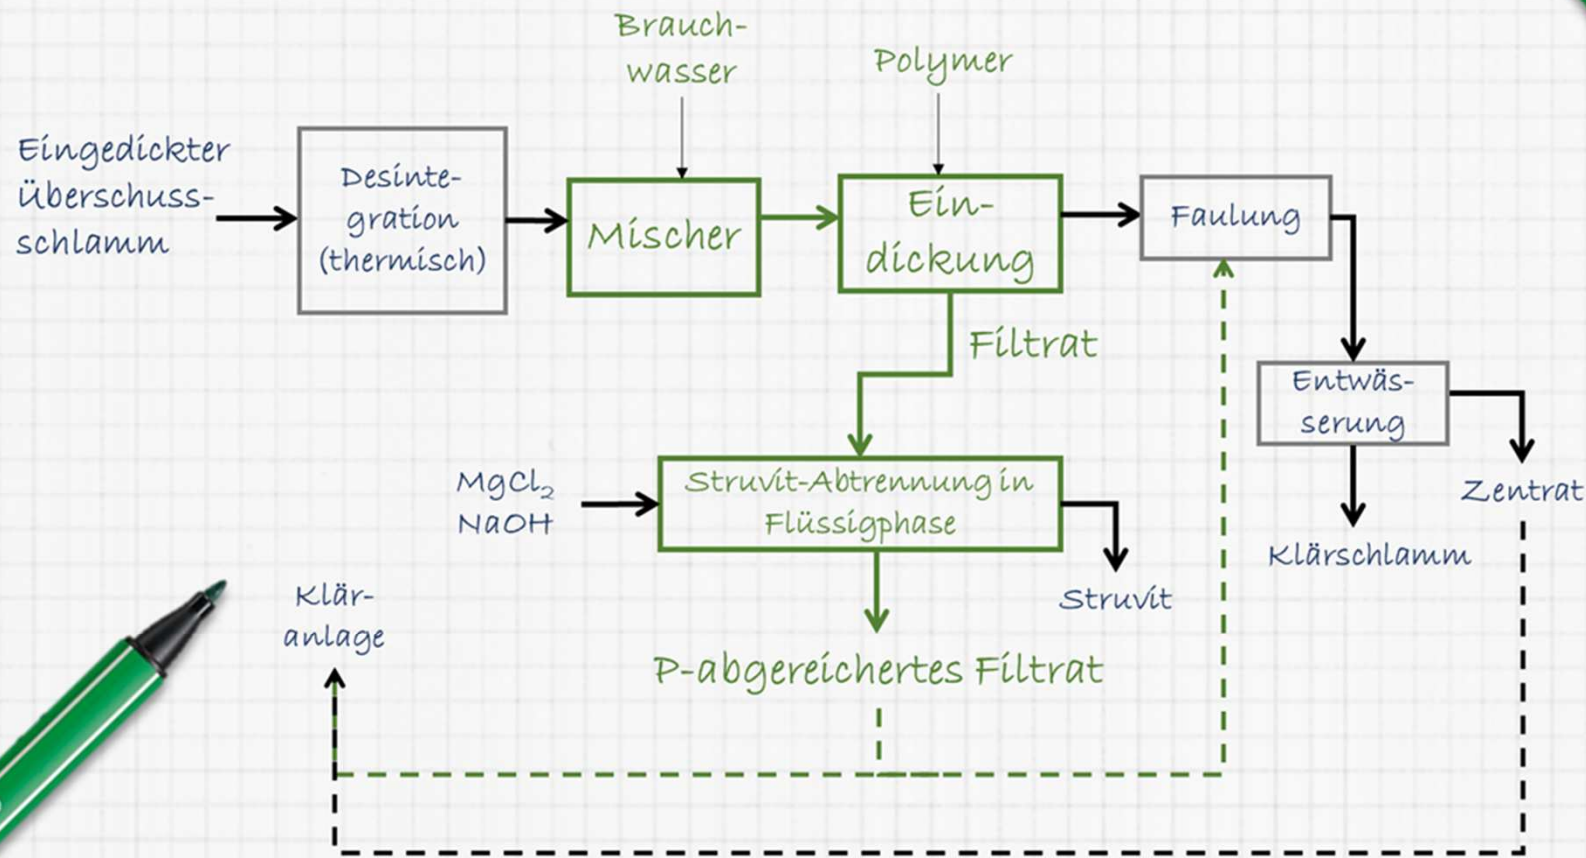 Brauch-
wasser
Polymer
Eingedickter
Überschuss-
schlamm
Desinte-
gration
(thermisch)
Mischer
Ein-
dickung
Faulung
Filtrat
Entwäs-
serung
MgCl₂
NaOH
Struvit-Abtrennung in
Flüssigphase
Zentrat
Klärschlamm
Struvit
Klär-
anlage
P-abgereichertes Filtrat